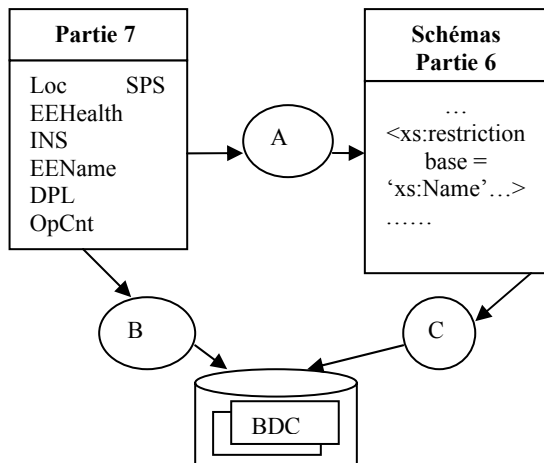 Partie 7
Loc SPS
EEHealth
INS
EEName
DPL
OpCnt
A
Schémas
Partie 6
…
<xs:restriction
base =
‘xs:Name’…>
……
B
C
BDC